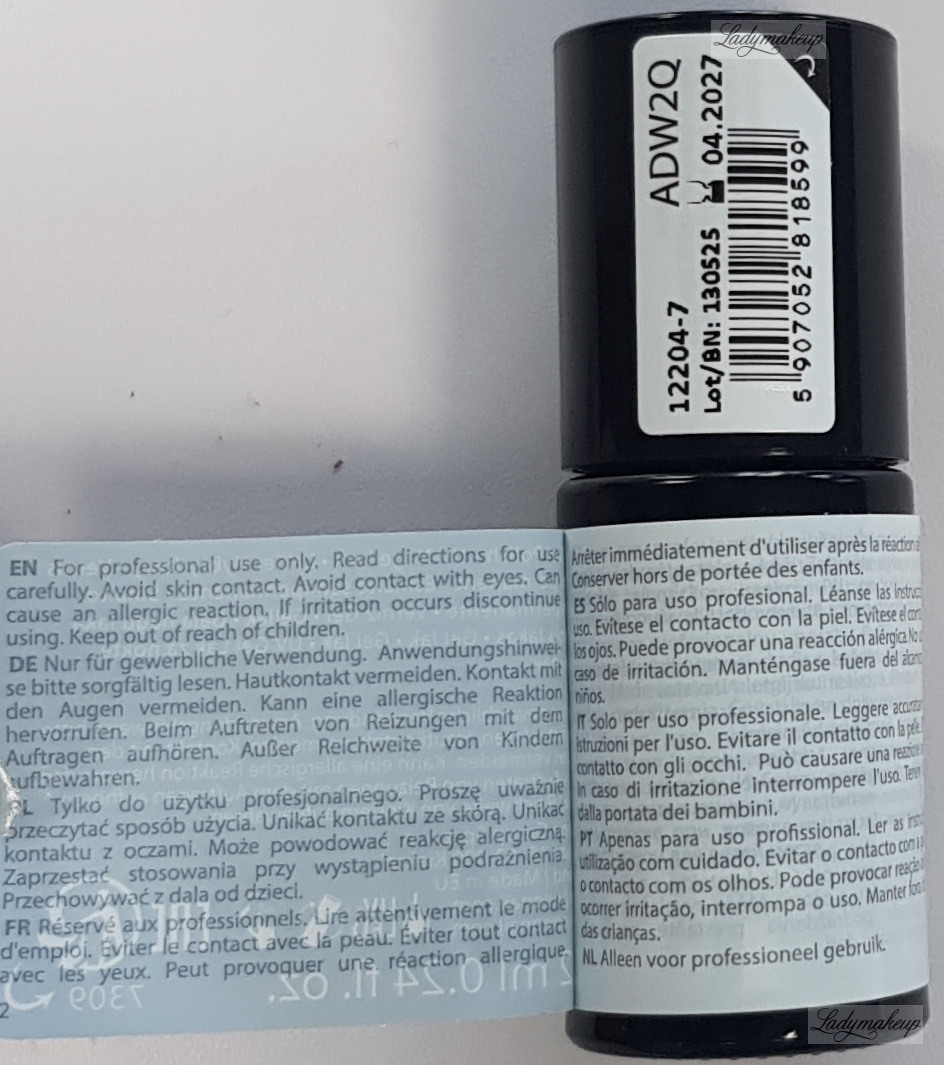 Ladymakeup
ADW2Q
12204-7
Lot/BN: 130525 04.2027
5 907052 818599
EN For professional use only. Read directions for use
carefully. Avoid skin contact. Avoid contact with eyes. Can
cause an allergic reaction. If irritation occurs discontinue
using. Keep out of reach of children.
DE Nur für gewerbliche Verwendung. Anwendungshinwei-
se bitte sorgfältig lesen. Hautkontakt vermeiden. Kontakt mit
den Augen vermeiden. Kann eine allergische Reaktion
hervorrufen. Beim Auftreten von Reizungen mit dem
Auftragen aufhören. Außer Reichweite von Kindern
aufbewahren.
PL Tylko do użytku profesjonalnego. Proszę uważnie
przeczytać sposób użycia. Unikać kontaktu ze skórą. Unikać
kontaktu z oczami. Może powodować reakcję alergiczną.
Zaprzestać stosowania przy wystąpieniu podrażnienia.
Przechowywać z dala od dzieci.
FR Réservé aux professionnels. Lire attentivement le mode
d'emploi. Éviter le contact avec la peau. Éviter tout contact
avec les yeux. Peut provoquer une réaction allergique.
2
7309
7 ml 0.24 fl. oz.
Arrêter immédiatement d'utiliser après la réaction
Conserver hors de portée des enfants.
ES Sólo para uso profesional. Léanse las
uso. Evítese el contacto con la piel. Evítese el
los ojos. Puede provocar una reacción alérgica. No
caso de irritación. Manténgase fuera del
niños.
IT Solo per uso professionale. Leggere
istruzioni per l'uso. Evitare il contatto con la pelle.
contatto con gli occhi. Può causare una
In caso di irritazione interrompere l'uso.
dalla portata dei bambini.
PT Apenas para uso profissional. Ler as
utilização com cuidado. Evitar o contacto com
o contacto com os olhos. Pode provocar
ocorrer irritação, interrompa o uso. Manter
das crianças.
NL Alleen voor professioneel gebruik.
Ladymakeup